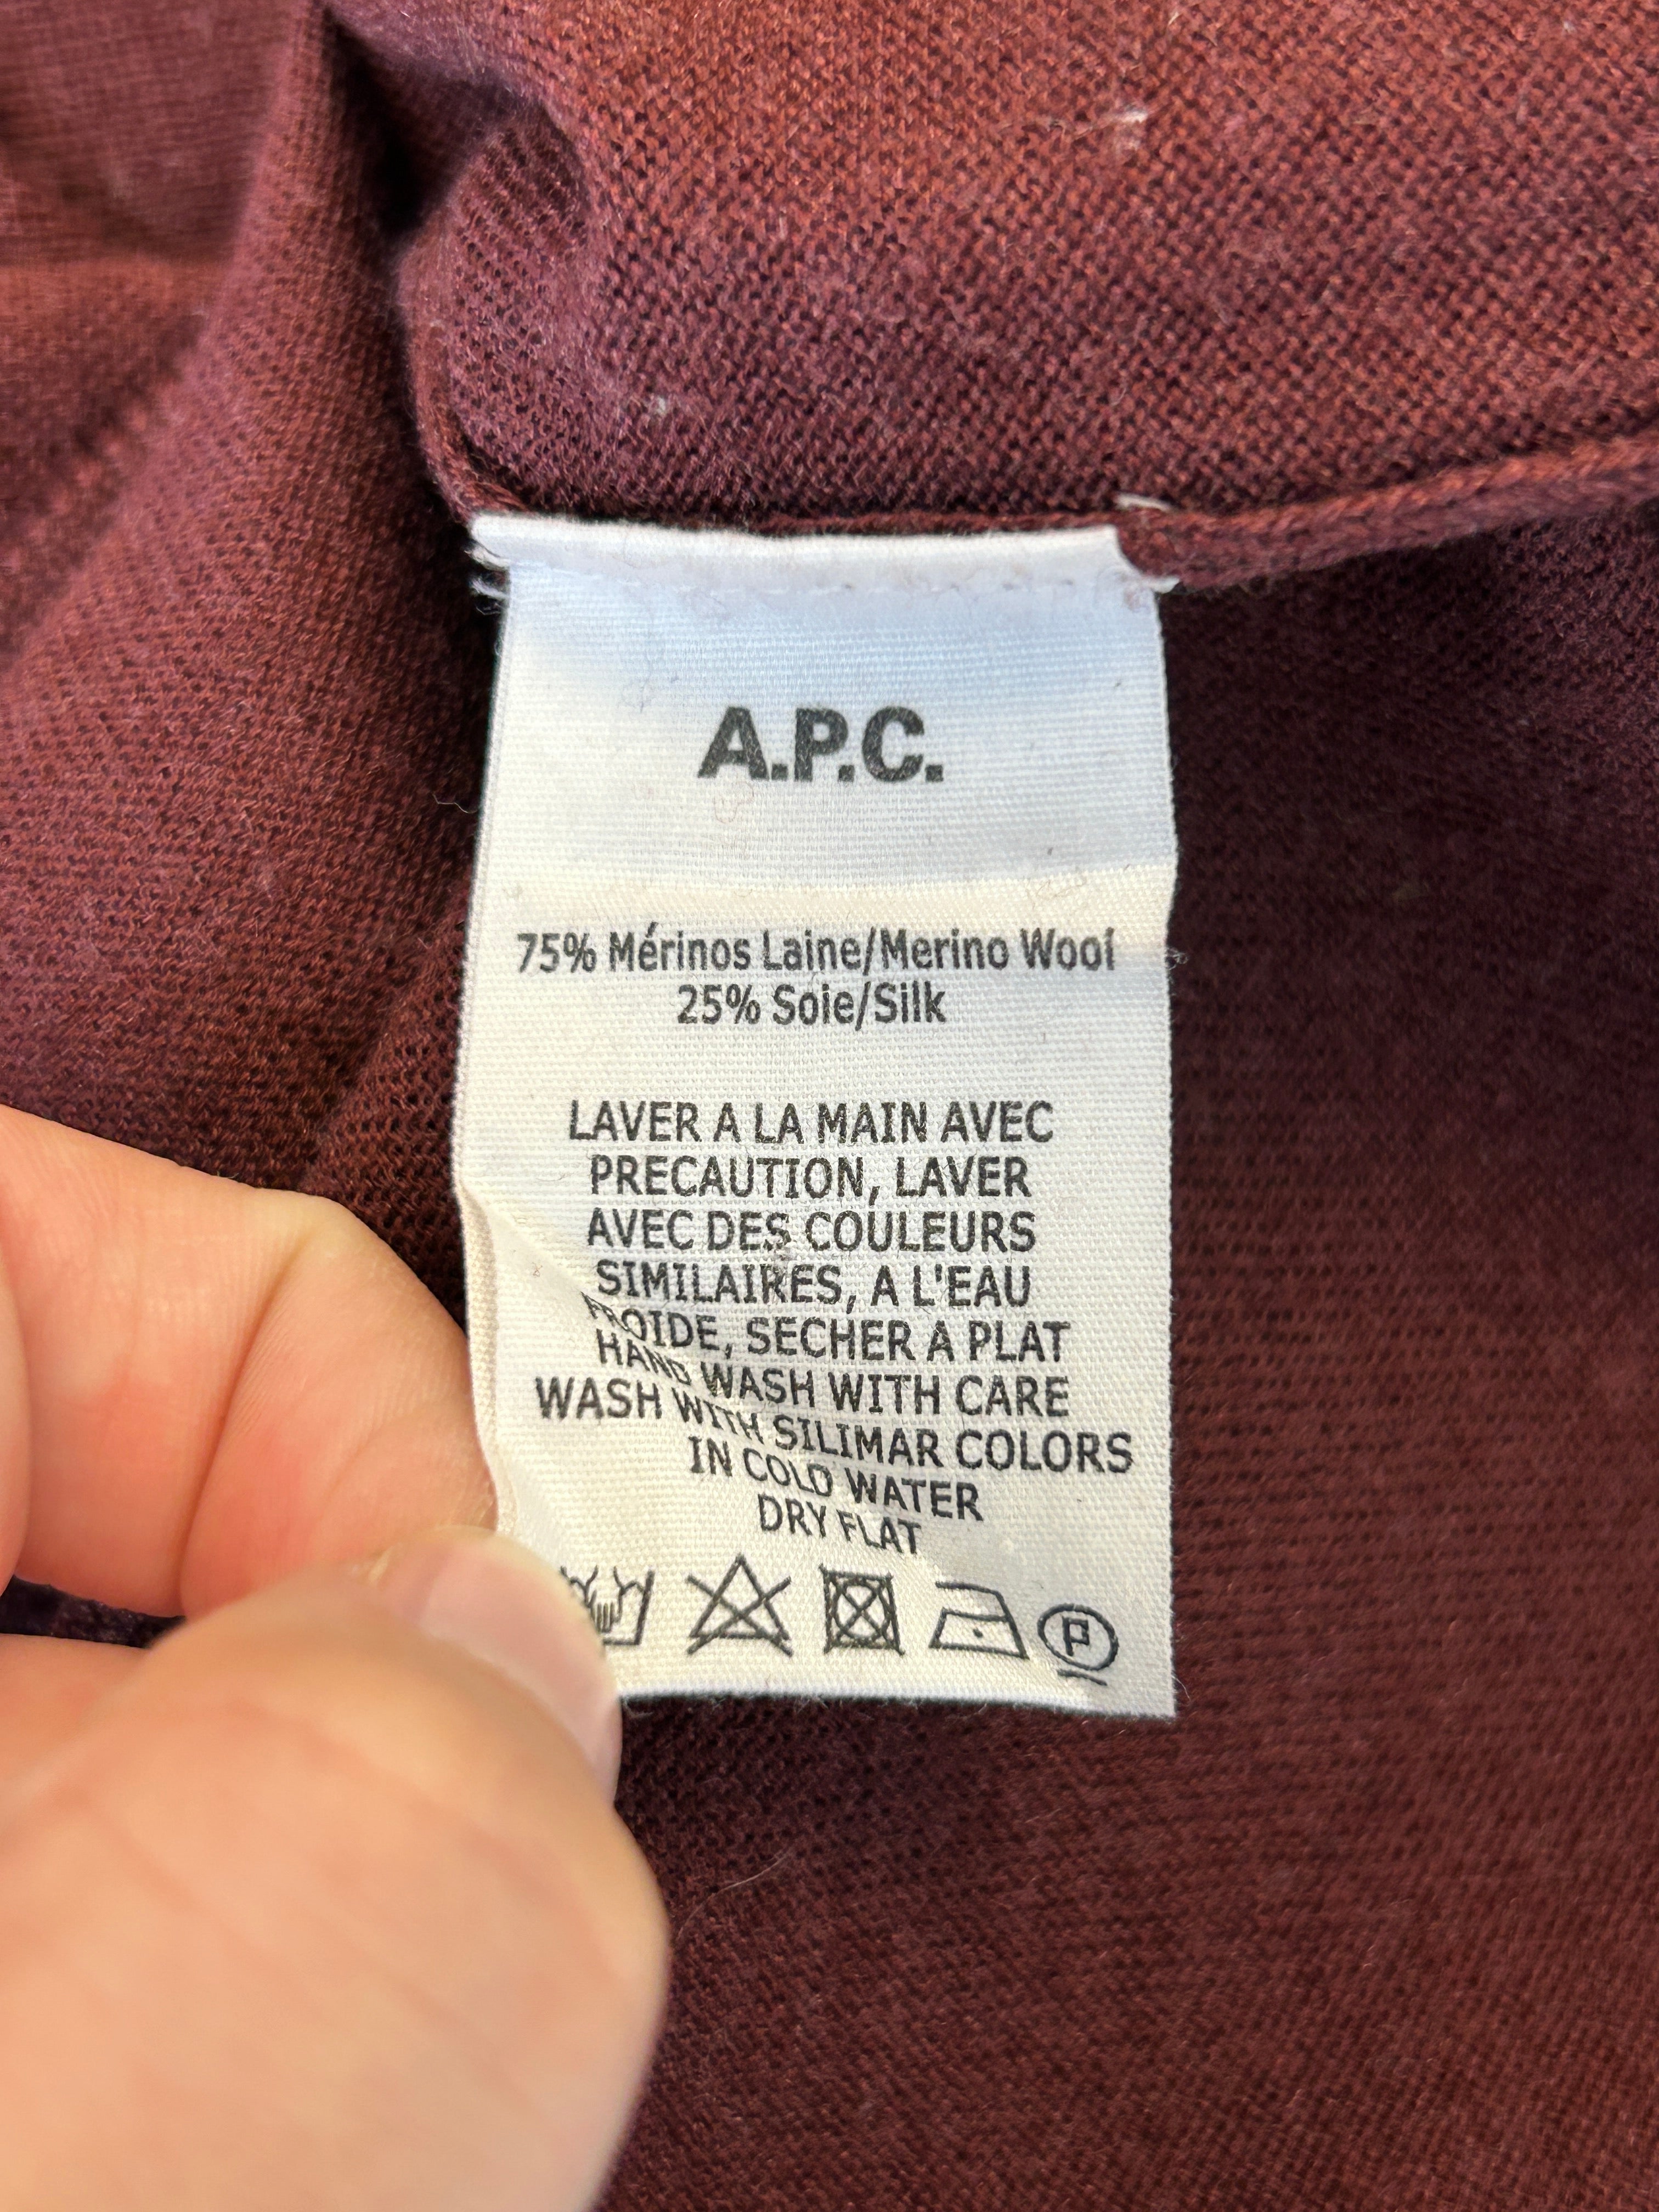 A.P.C.
75% Mérinos Laine/Merino Wool
25% Soie/Silk
LAVER A LA MAIN AVEC
PRECAUTION, LAVER
AVEC DES COULEURS
SIMILAIRES, A L'EAU
FROIDE, SECHER A PLAT
HAND WASH WITH CARE
WASH WITH SILIMAR COLORS
IN COLD WATER
DRY FLAT
P